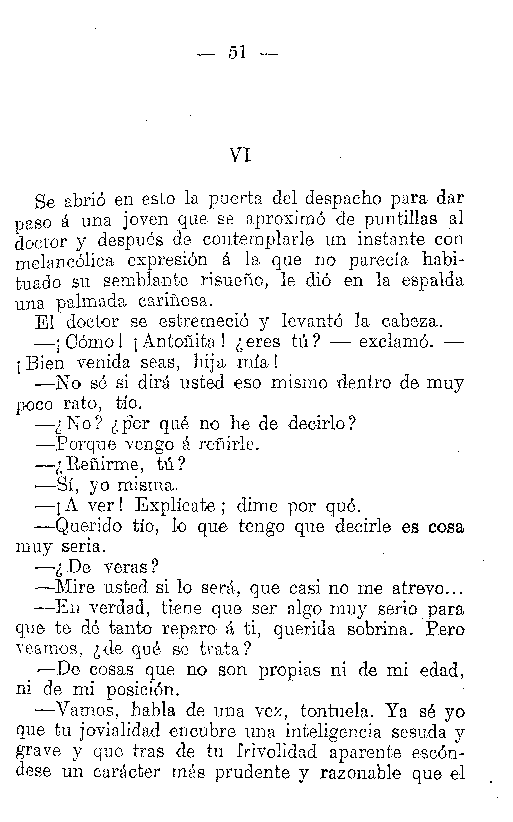 — 51 —
VI
Se abrió en esto la puerta del despacho para dar
paso á una joven que se aproximó de puntillas al
doctor y después de contemplarle un instante con
melancólica expresión á la que no parecía habi-
tuado su semblante risueño, le dió en la espalda
una palmada cariñosa.
El doctor se estremeció y levantó la cabeza.
—¡Cómo! ¡Antoñita! ¿eres tú? — exclamó. —
¡Bien venida seas, hija mía!
—No sé si dirá usted eso mismo dentro de muy
poco rato, tío.
—¿No? ¿por qué no he de decirlo?
—Porque vengo á reñirle.
—¿Reñirme, tú?
—Sí, yo misma.
—¡A ver! Explícate; dime por qué.
—Querido tío, lo que tengo que decirle es cosa
muy seria.
—¿De veras?
—Mire usted si lo será, que casi no me atrevo...
—En verdad, tiene que ser algo muy serio para
que te dé tanto reparo á ti, querida sobrina. Pero
veamos, ¿de qué se trata?
—De cosas que no son propias ni de mi edad,
ni de mi posición.
—Vamos, habla de una vez, tontuela. Ya sé yo
que tu jovialidad encubre una inteligencia sesuda y
grave y que tras de tu frivolidad aparente escón-
dese un carácter más prudente y razonable que el